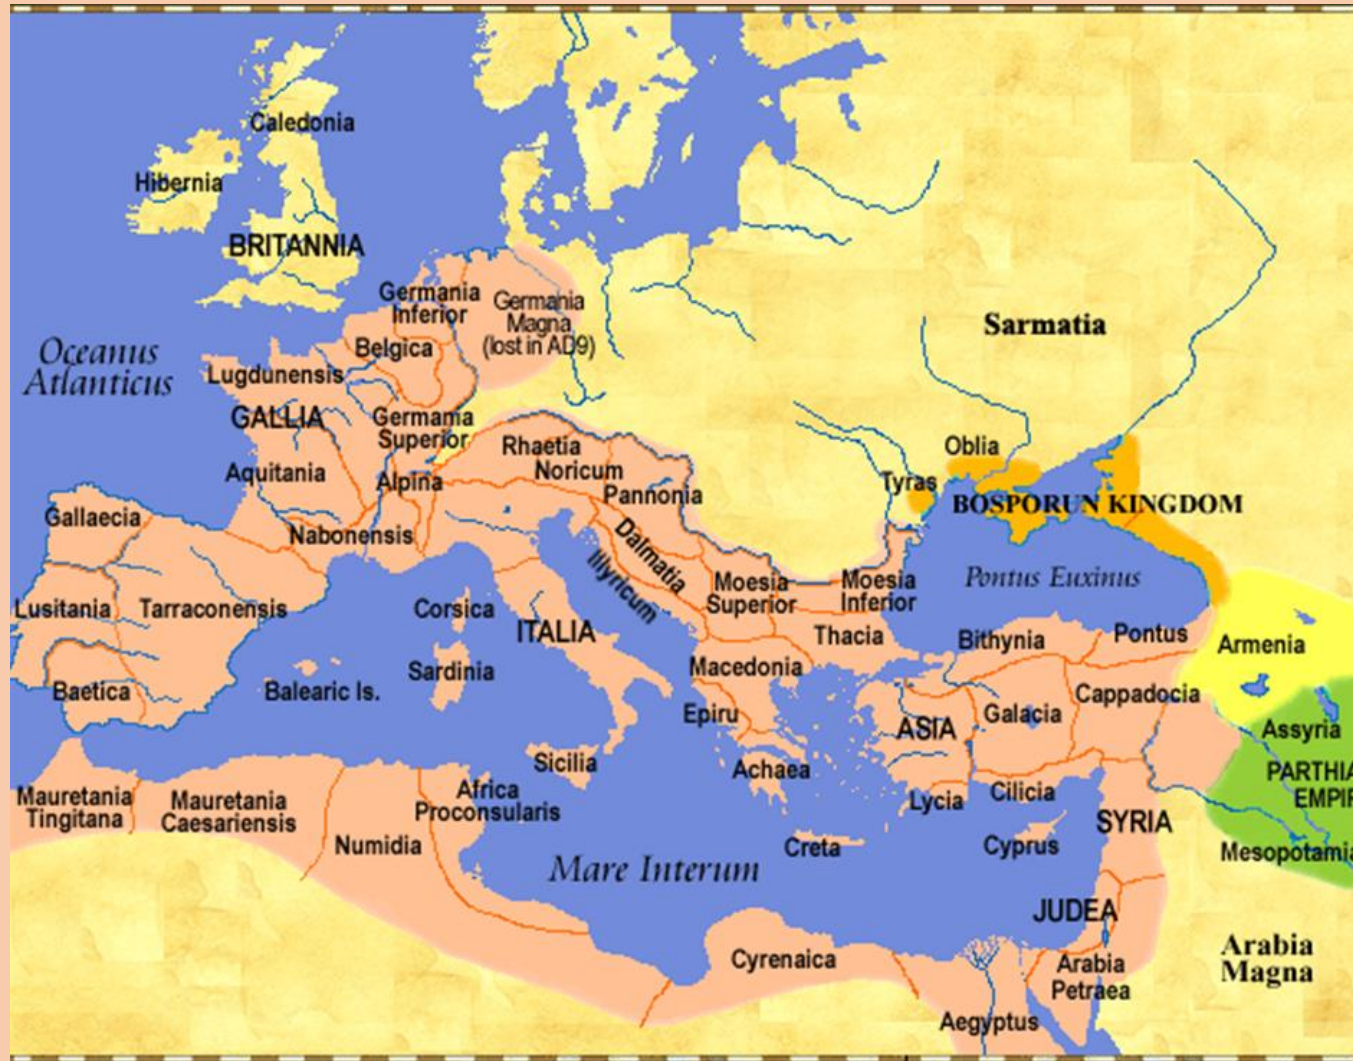 Caledonia
Hibernia
BRITANNIA
Germania
Inferior
Germania
Magna
(lost in AD9)
Belgica
Oceanus
Atlanticus
Lugdunensis
GALLIA
Germania
Superior
Sarmatia
Rhaetia
Noricum
Pannonia
Aquitania
Alpina
Oblia
Tyras
BOSPORUN KINGDOM
Gallaecia
Nabonensis
Dalmatia
Illyricum
Moesia
Superior
Moesia
Inferior
Pontus Euxinus
Lusitania
Tarraconensis
Corsica
ITALIA
Thacia
Bithynia
Pontus
Armenia
Baetica
Balearic Is.
Sardinia
Macedonia
Cappadocia
Epiru
ASIA
Galacia
Assyria
Sicilia
Achaea
PARTHIA
EMPIR
Mauretania
Tingitana
Mauretania
Caesariensis
Africa
Proconsularis
Lycia
Cilicia
SYRIA
Numidia
Mare Interum
Creta
Cyprus
Mesopotamia
JUDEA
Cyrenaica
Arabia
Petraea
Arabia
Magna
Aegyptus